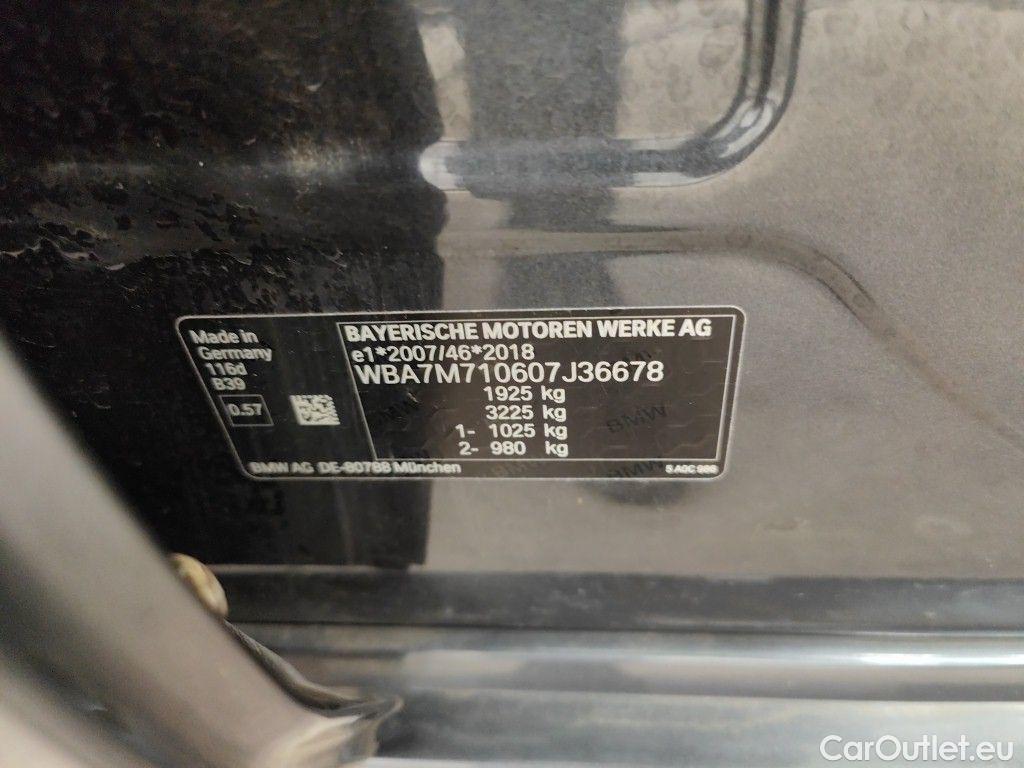 Made in
Germany
116d
B39
0.57
BAYERISCHE MOTOREN WERKE AG
e1*2007/46*2018
WBA7M710607J36678
1925 kg
3225 kg
1- 1025 kg
2- 980 kg
BMW AG DE-80788 München
CarOutlet.eu